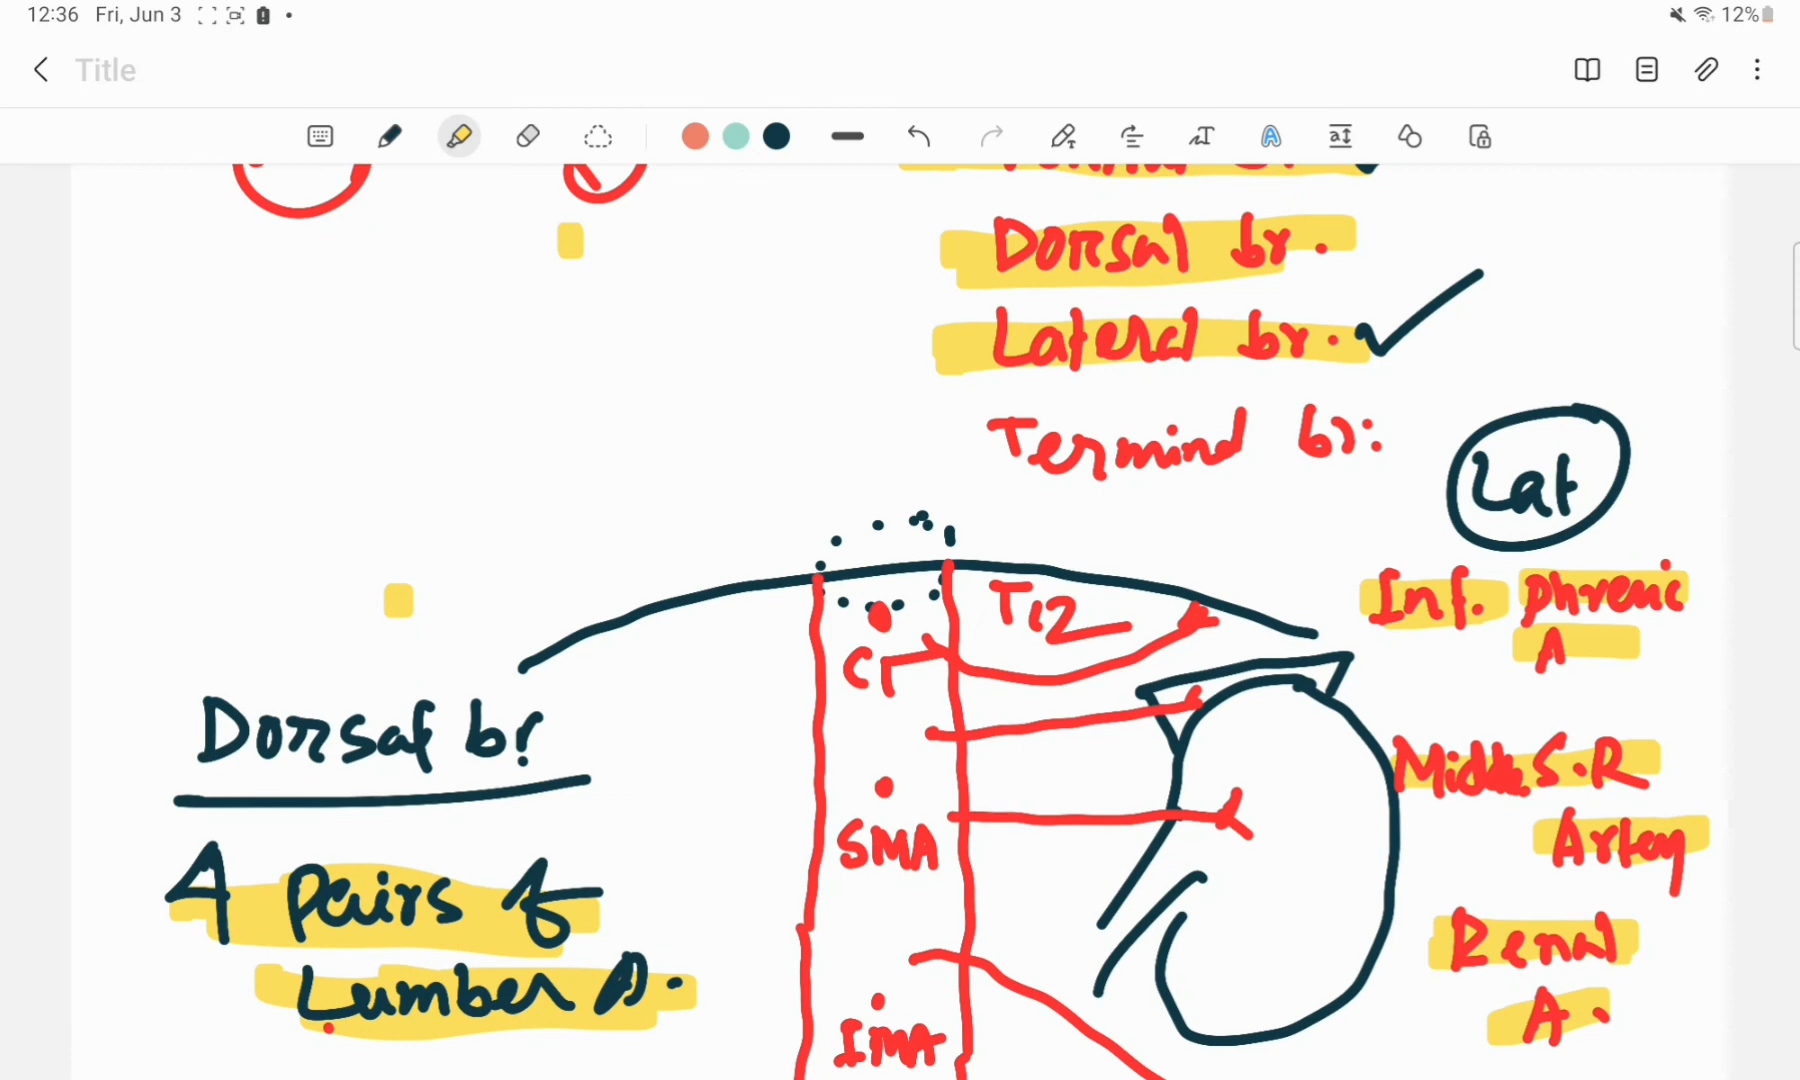 12:36 Fri, Jun 3
12%
Title
Dorsal br.
Lateral br.
Terminal br:
Lat
T12
Inf. phrenic
A
CT
Dorsal br
Middle S.R
Artery
SMA
4 Pairs of
Renal
Lumber A.
A.
IMA